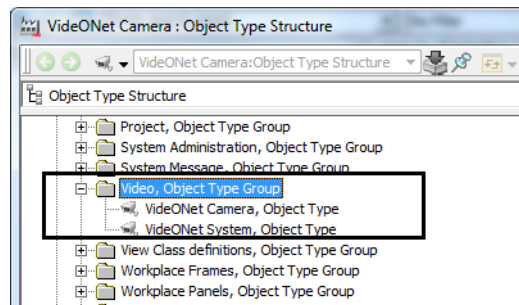 VideONet Camera : Object Type Structure
VideONet Camera:Object Type Structure
Object Type Structure
Project, Object Type Group
System Administration, Object Type Group
System Message, Object Type Group
Video, Object Type Group
VideONet Camera, Object Type
VideONet System, Object Type
View Class definitions, Object Type Group
Workplace Frames, Object Type Group
Workplace Panels, Object Type Group